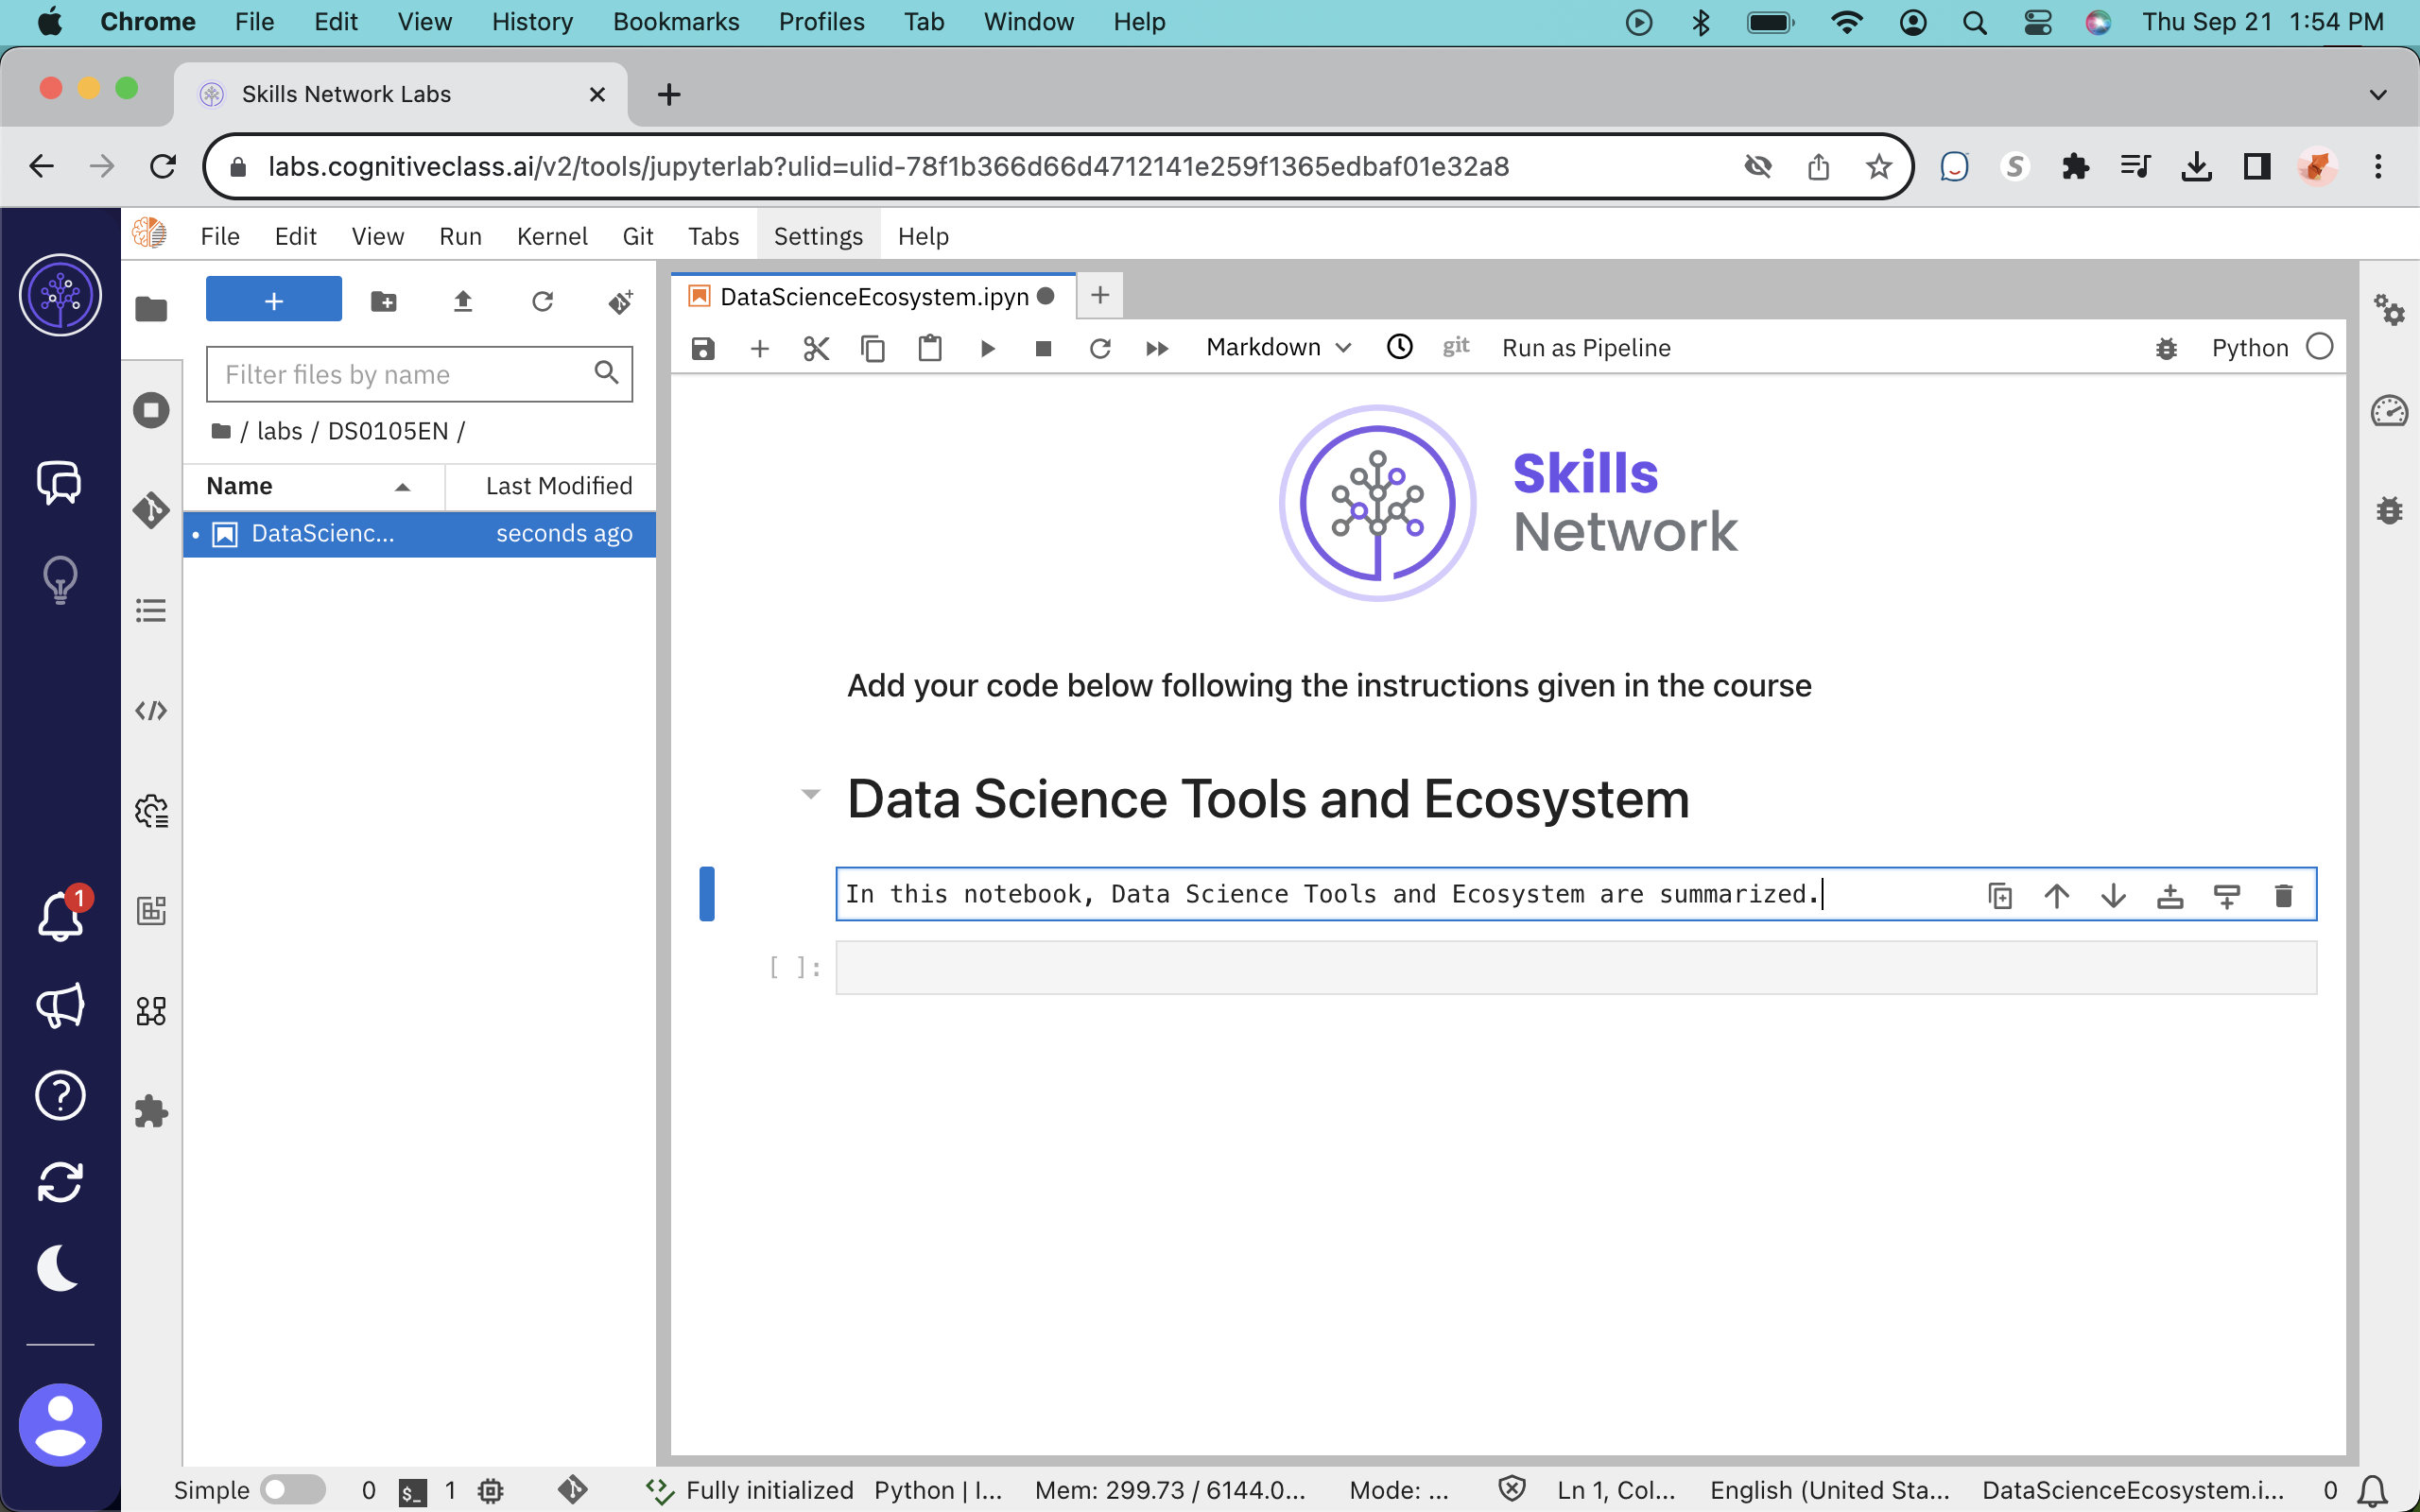 Chrome File Edit View History Bookmarks Profiles Tab Window Help Thu Sep 21 1:54 PM
Skills Network Labs
labs.cognitiveclass.ai/v2/tools/jupyterlab?ulid=ulid-78f1b366d66d4712141e259f1365edbaf01e32a8
File Edit View Run Kernel Git Tabs Settings Help
DataScienceEcosystem.ipyn
Filter files by name
Markdown git Run as Pipeline Python
/ labs / DS0105EN /
Name Last Modified
DataScienc... seconds ago
Skills
Network
Add your code below following the instructions given in the course
Data Science Tools and Ecosystem
In this notebook, Data Science Tools and Ecosystem are summarized.
[ ]:
1
Simple 0 $_ 1 Fully initialized Python | I... Mem: 299.73 / 6144.0... Mode: ... Ln 1, Col... English (United Sta... DataScienceEcosystem.i... 0